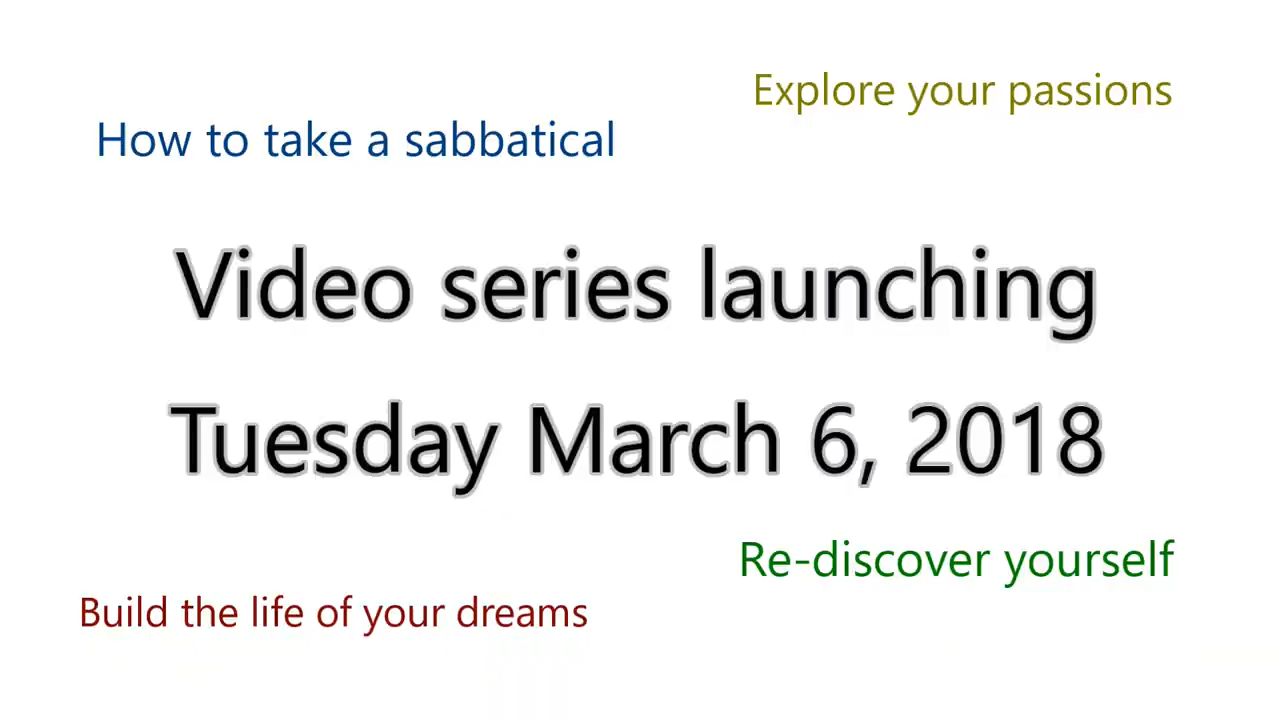 Explore your passions
How to take a sabbatical
Video series launching
Tuesday March 6, 2018
Re-discover yourself
Build the life of your dreams